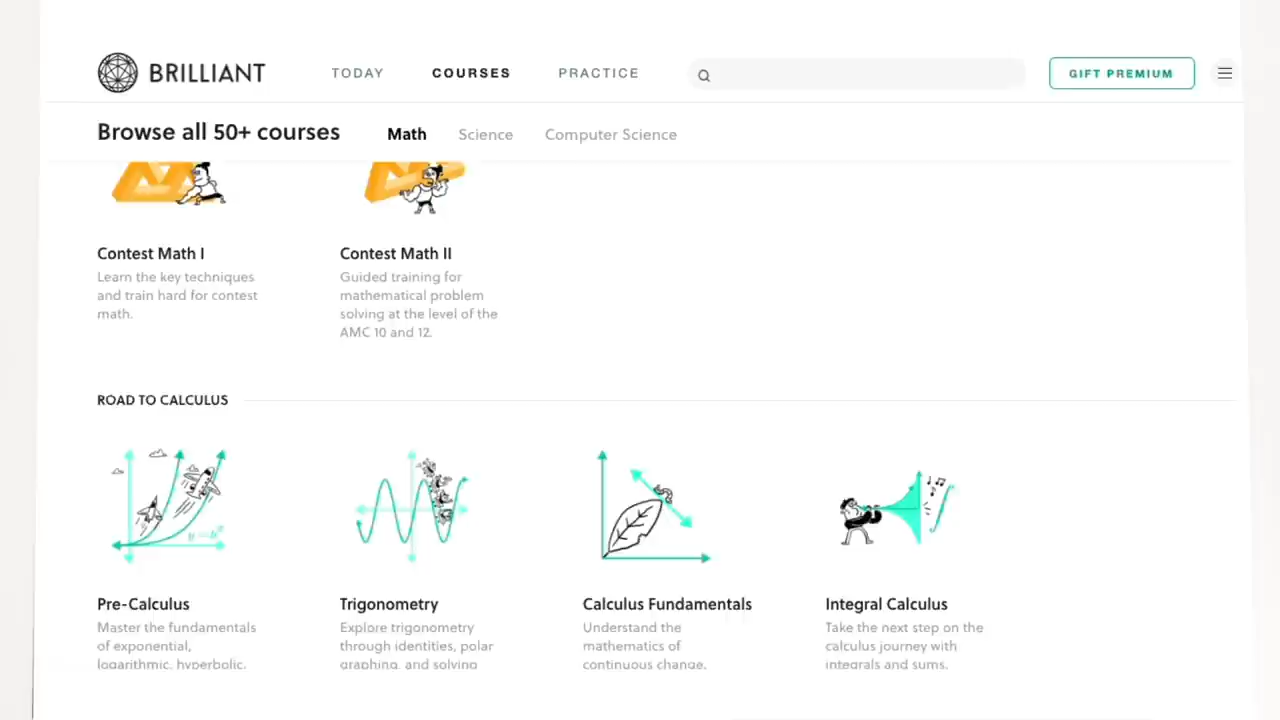 BRILLIANT
TODAY
COURSES
PRACTICE
GIFT PREMIUM
Browse all 50+ courses
Math
Science
Computer Science
Contest Math I
Learn the key techniques
and train hard for contest
math.
Contest Math II
Guided training for
mathematical problem
solving at the level of the
AMC 10 and 12.
ROAD TO CALCULUS
Pre-Calculus
Master the fundamentals
of exponential,
logarithmic, hyperbolic,
Trigonometry
Explore trigonometry
through identities, polar
graphing, and solving
Calculus Fundamentals
Understand the
mathematics of
continuous change.
Integral Calculus
Take the next step on the
calculus journey with
integrals and sums.